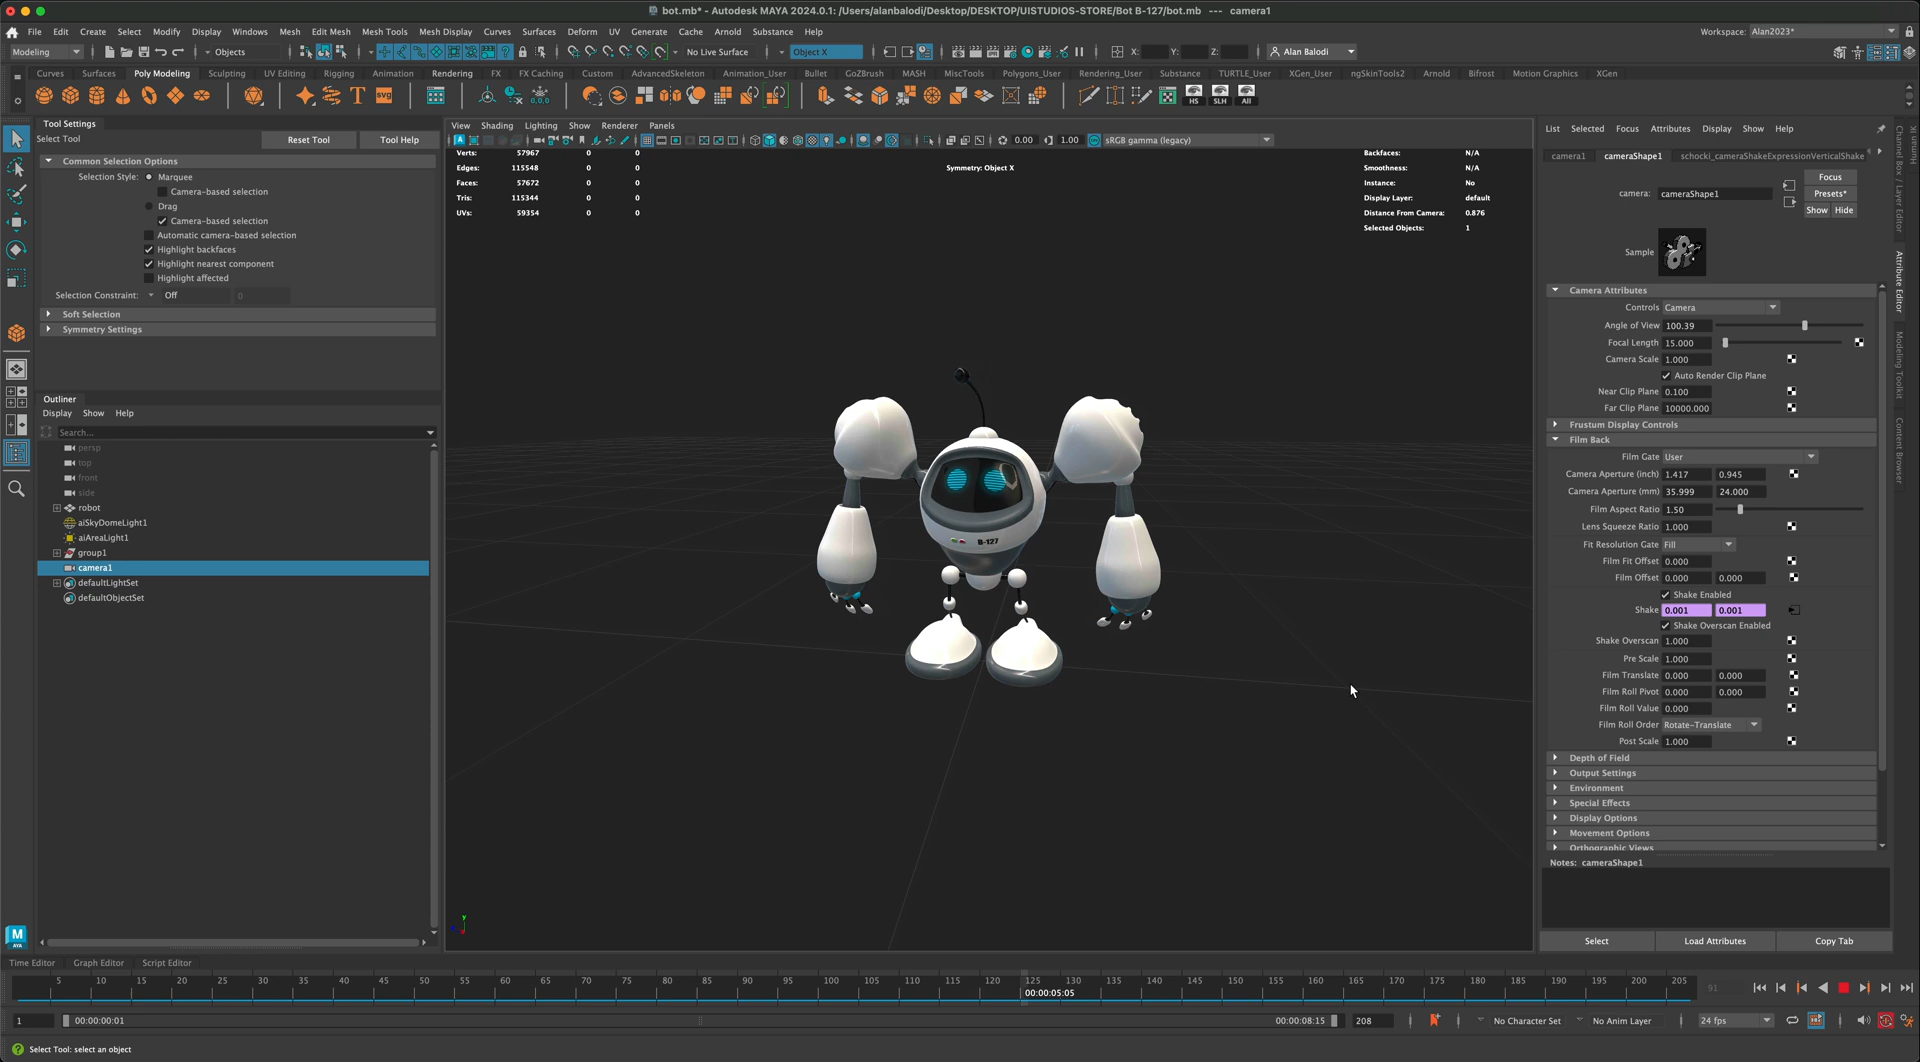 bot.mb* - Autodesk MAYA 2024.0.1: /Users/alanbalodi/Desktop/DESKTOP/UISTUDIOS-STORE/Bot B-127/bot.mb --- camera1
File Edit Create Select Modify Display Windows Mesh Edit Mesh Mesh Tools Mesh Display Curves Surfaces Deform UV Generate Cache Arnold Substance Help
Workspace: Alan2023*
Modeling Objects No Live Surface Object X X: Y: Z: Alan Balodi
Curves Surfaces Poly Modeling Sculpting UV Editing Rigging Animation Rendering FX FX Caching Custom AdvancedSkeleton Animation_User Bullet GoZBrush MASH MiscTools Polygons_User Rendering_User Substance TURTLE_User XGen_User ngSkinTools2 Arnold Bifrost Motion Graphics XGen
SVG HS SLH All
Tool Settings
Select Tool Reset Tool Tool Help
Common Selection Options
Selection Style: Marquee
Camera-based selection
Drag
Camera-based selection
Automatic camera-based selection
Highlight backfaces
Highlight nearest component
Highlight affected
Selection Constraint: Off 0
Soft Selection
Symmetry Settings
Outliner
Display Show Help
Search...
persp
top
front
side
robot
aiSkyDomeLight1
aiAreaLight1
group1
camera1
defaultLightSet
defaultObjectSet
View Shading Lighting Show Renderer Panels
0.00 1.00 sRGB gamma (legacy)
Verts: 57967 0 0
Edges: 115548 0 0
Faces: 57672 0 0
Tris: 115344 0 0
UVs: 59354 0 0
Symmetry: Object X
Backfaces: N/A
Smoothness: N/A
Instance: No
Display Layer: default
Distance From Camera: 0.876
Selected Objects: 1
B-127
y
List Selected Focus Attributes Display Show Help
camera1 cameraShape1 schocki_cameraShakeExpressionVerticalShake
Focus
camera: cameraShape1 Presets*
Show Hide
Sample
Camera Attributes
Controls Camera
Angle of View 100.39
Focal Length 15.000
Camera Scale 1.000
Auto Render Clip Plane
Near Clip Plane 0.100
Far Clip Plane 10000.000
Frustum Display Controls
Film Back
Film Gate User
Camera Aperture (inch) 1.417 0.945
Camera Aperture (mm) 35.999 24.000
Film Aspect Ratio 1.50
Lens Squeeze Ratio 1.000
Fit Resolution Gate Fill
Film Fit Offset 0.000
Film Offset 0.000 0.000
Shake Enabled
Shake 0.001 0.001
Shake Overscan Enabled
Shake Overscan 1.000
Pre Scale 1.000
Film Translate 0.000 0.000
Film Roll Pivot 0.000 0.000
Film Roll Value 0.000
Film Roll Order Rotate-Translate
Post Scale 1.000
Depth of Field
Output Settings
Environment
Special Effects
Display Options
Movement Options
Orthographic Views
Notes: cameraShape1
Select Load Attributes Copy Tab
Channel Box / Layer Editor
Attribute Editor
Modeling Toolkit
Content Browser
Time Editor Graph Editor Script Editor
5 10 15 20 25 30 35 40 45 50 55 60 65 70 75 80 85 90 95 100 105 110 115 120 125 130 135 140 145 150 155 160 165 170 175 180 185 190 195 200 205
00:00:05:05
91
1 00:00:00:01 00:00:08:15 208 No Character Set No Anim Layer 24 fps
Select Tool: select an object